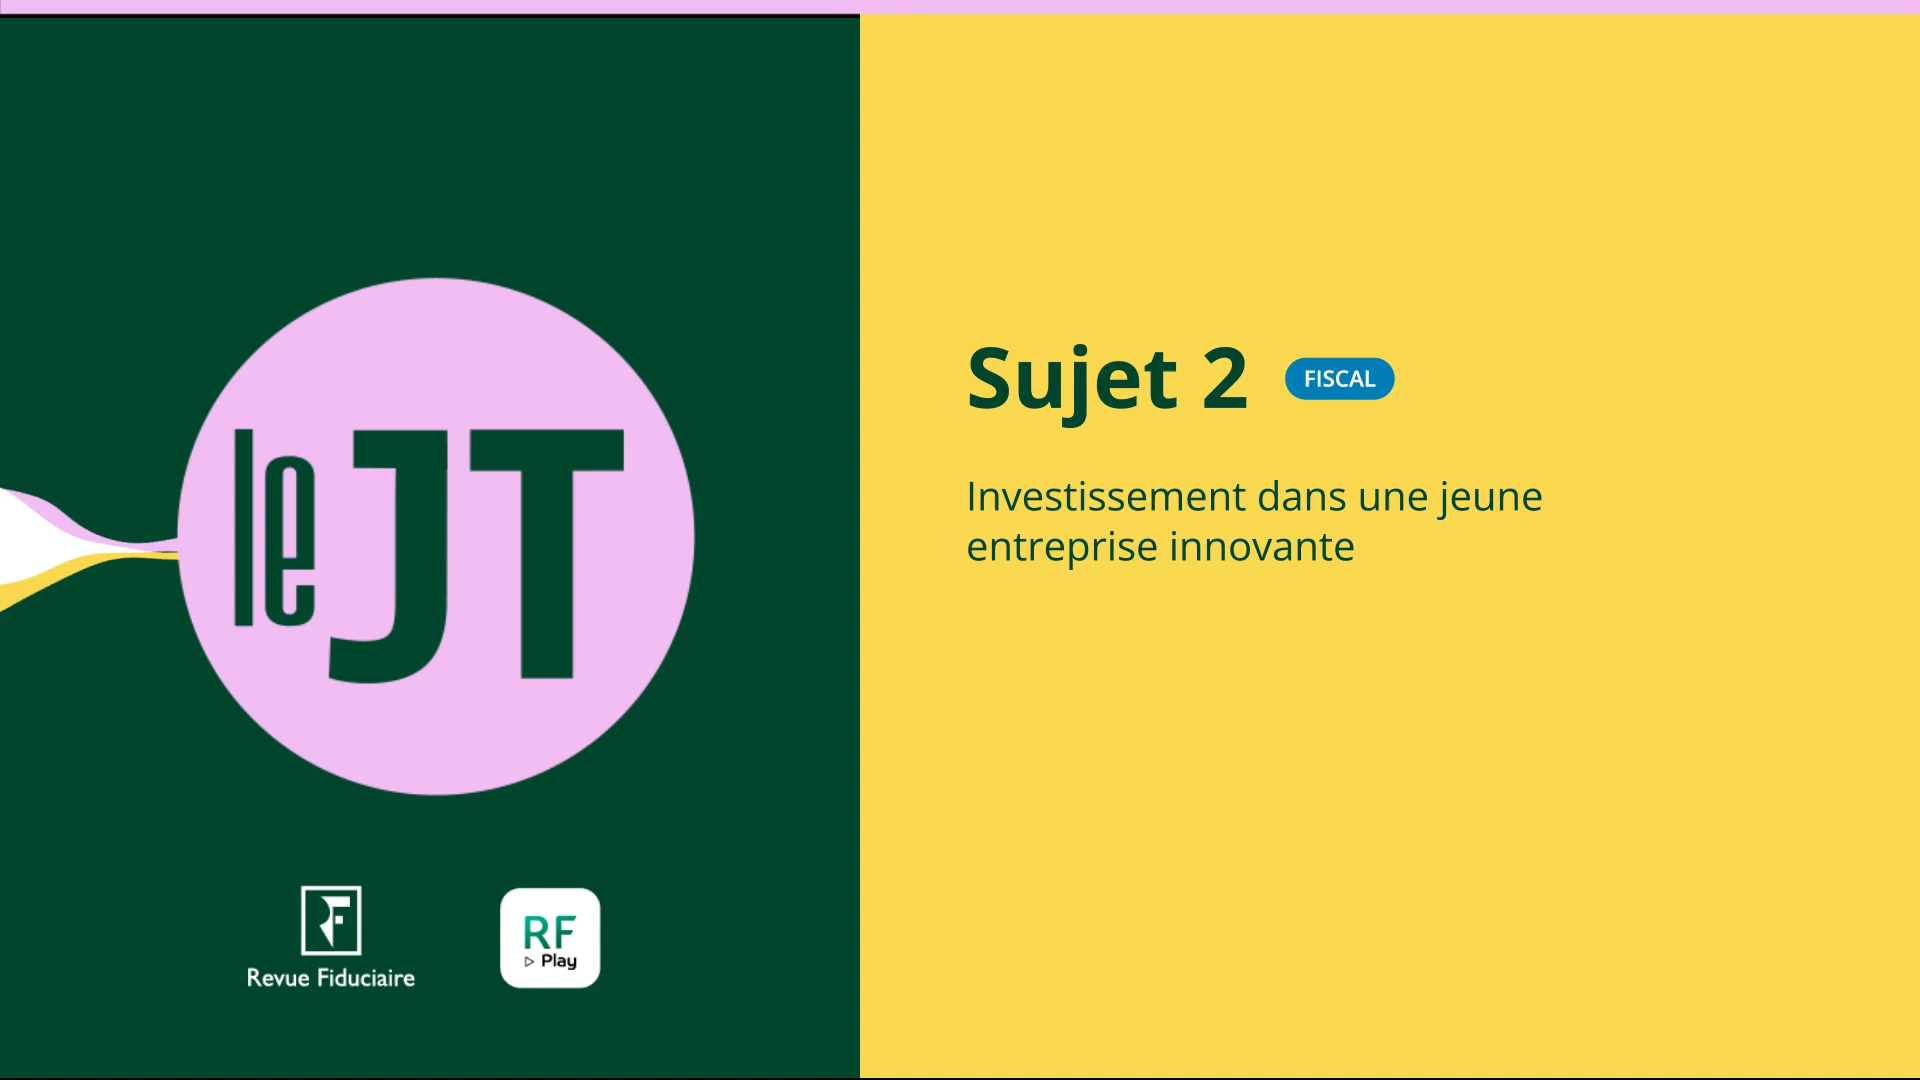 le JT
Revue Fiduciaire
RF
Play
Sujet 2 FISCAL
Investissement dans une jeune
entreprise innovante